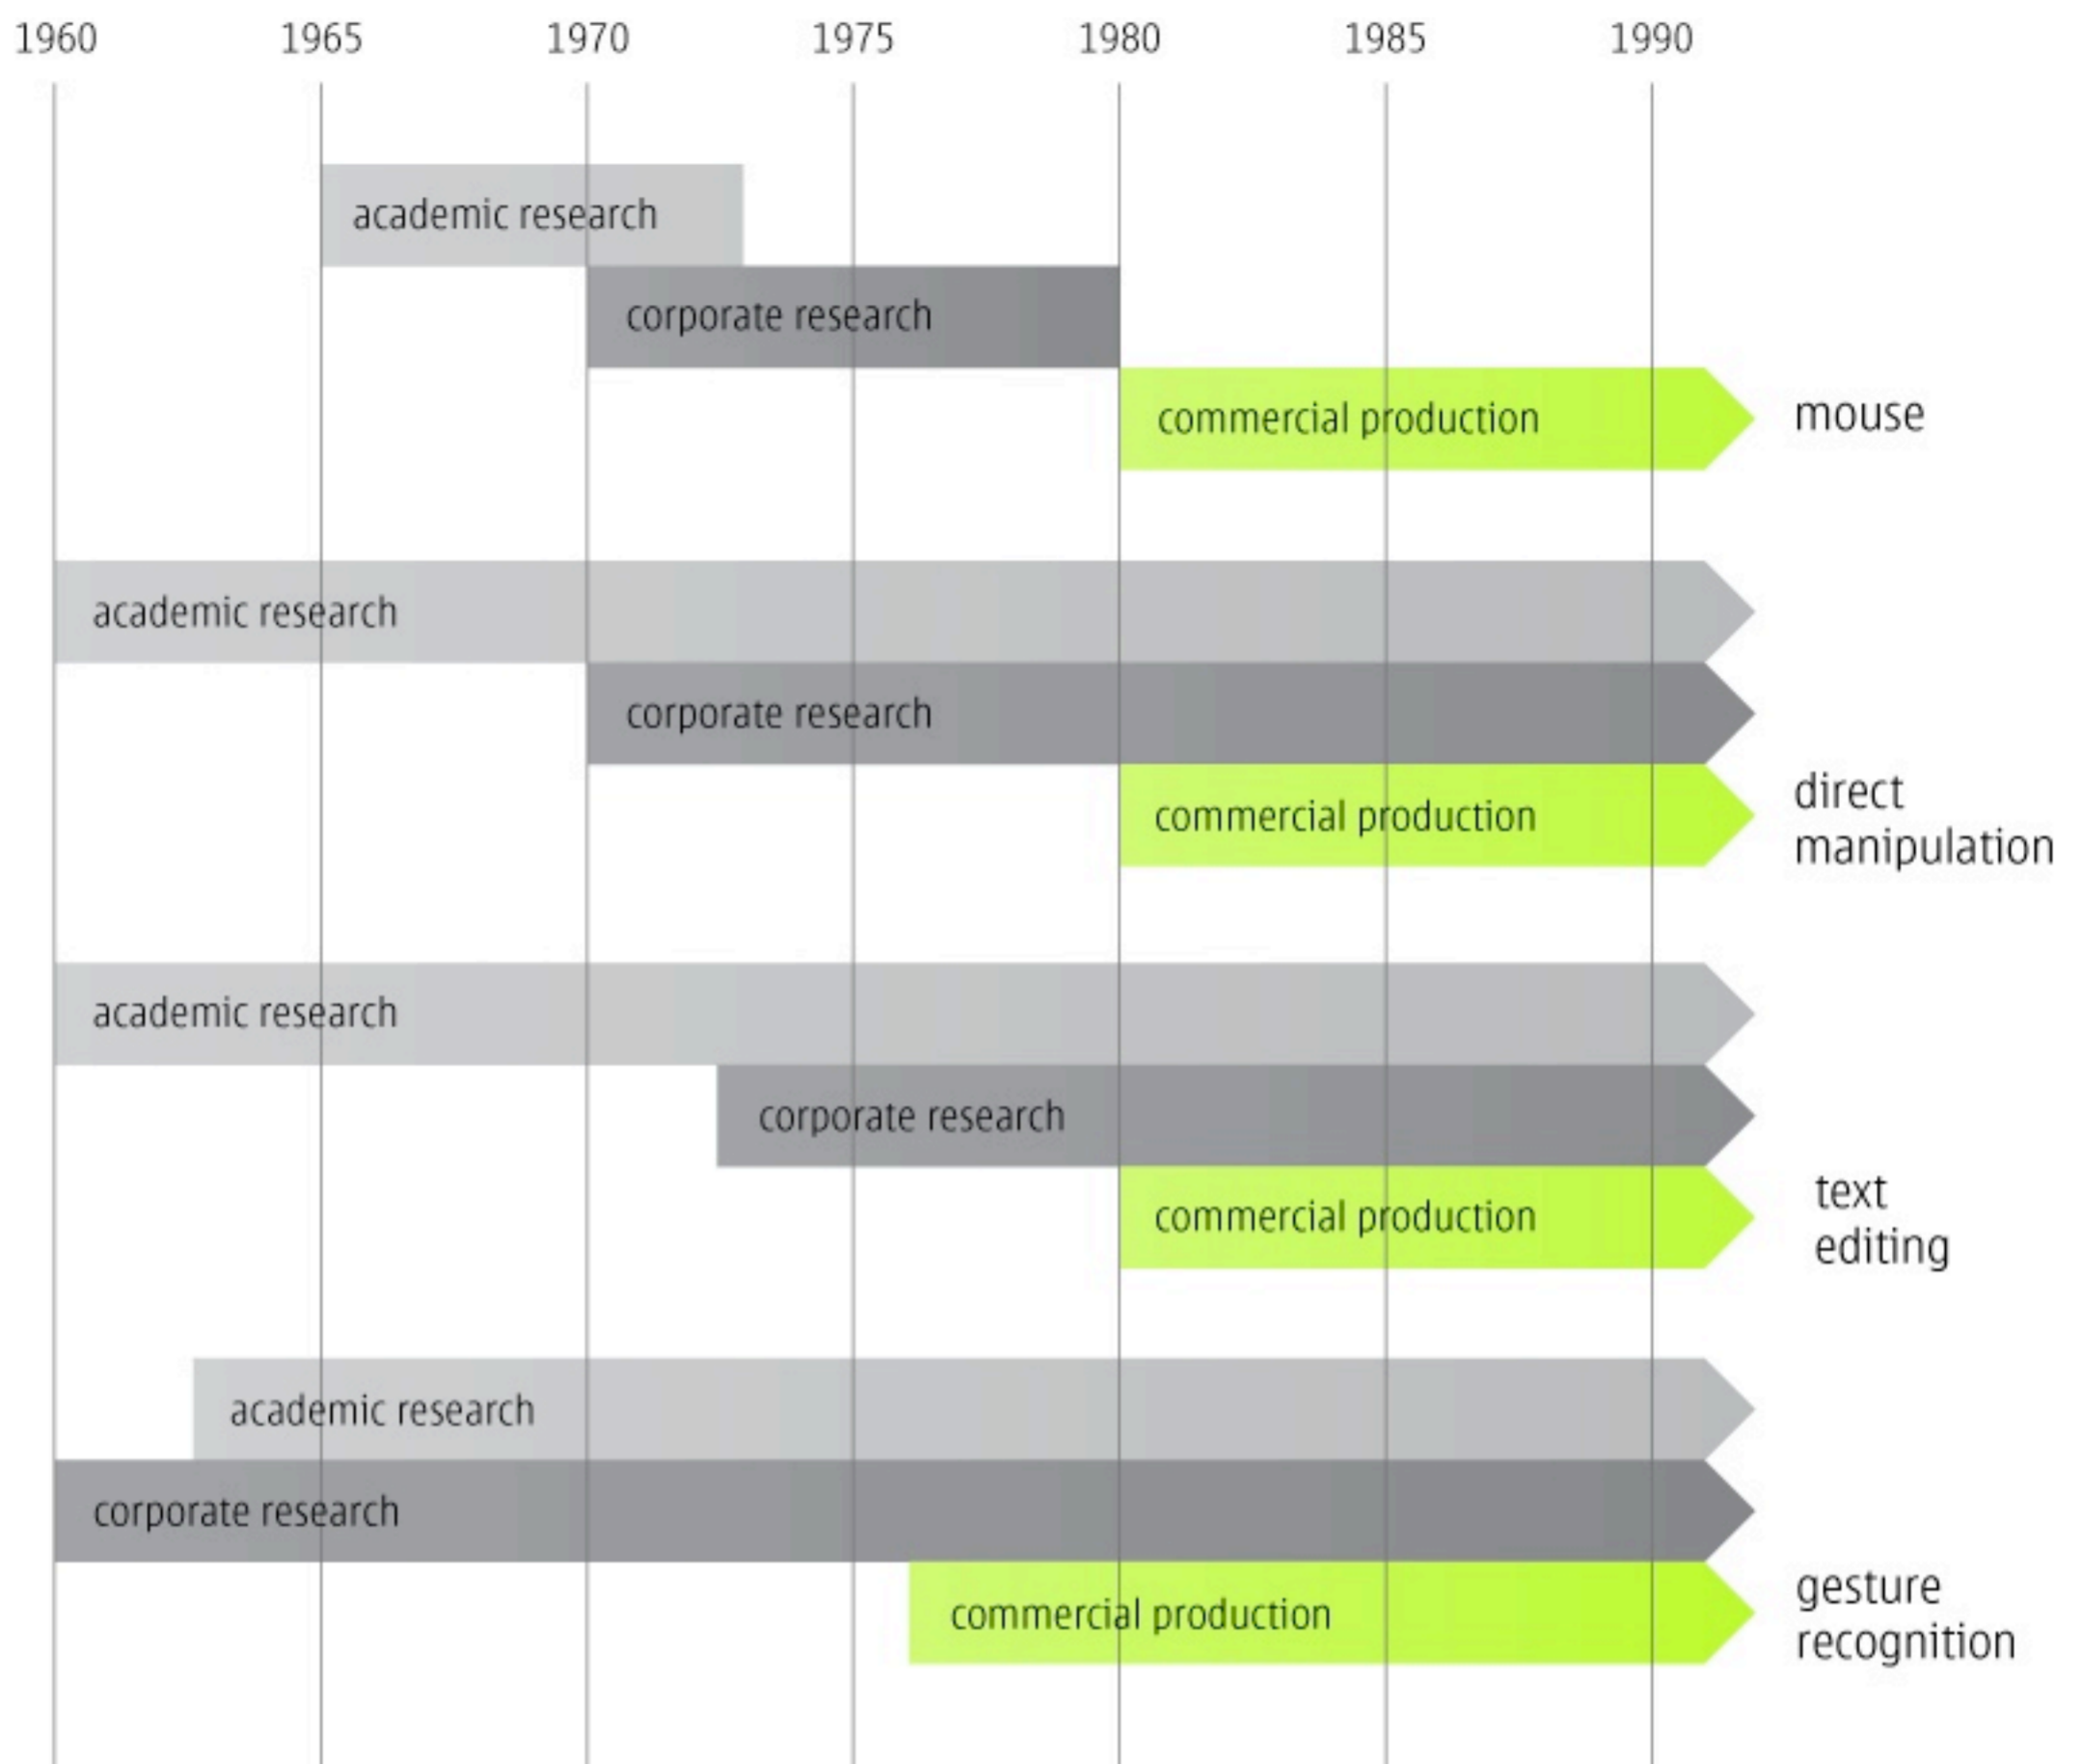 1960 1965 1970 1975 1980 1985 1990
academic research
corporate research
commercial production
mouse
academic research
corporate research
commercial production
direct
manipulation
academic research
corporate research
commercial production
text
editing
academic research
corporate research
commercial production
gesture
recognition